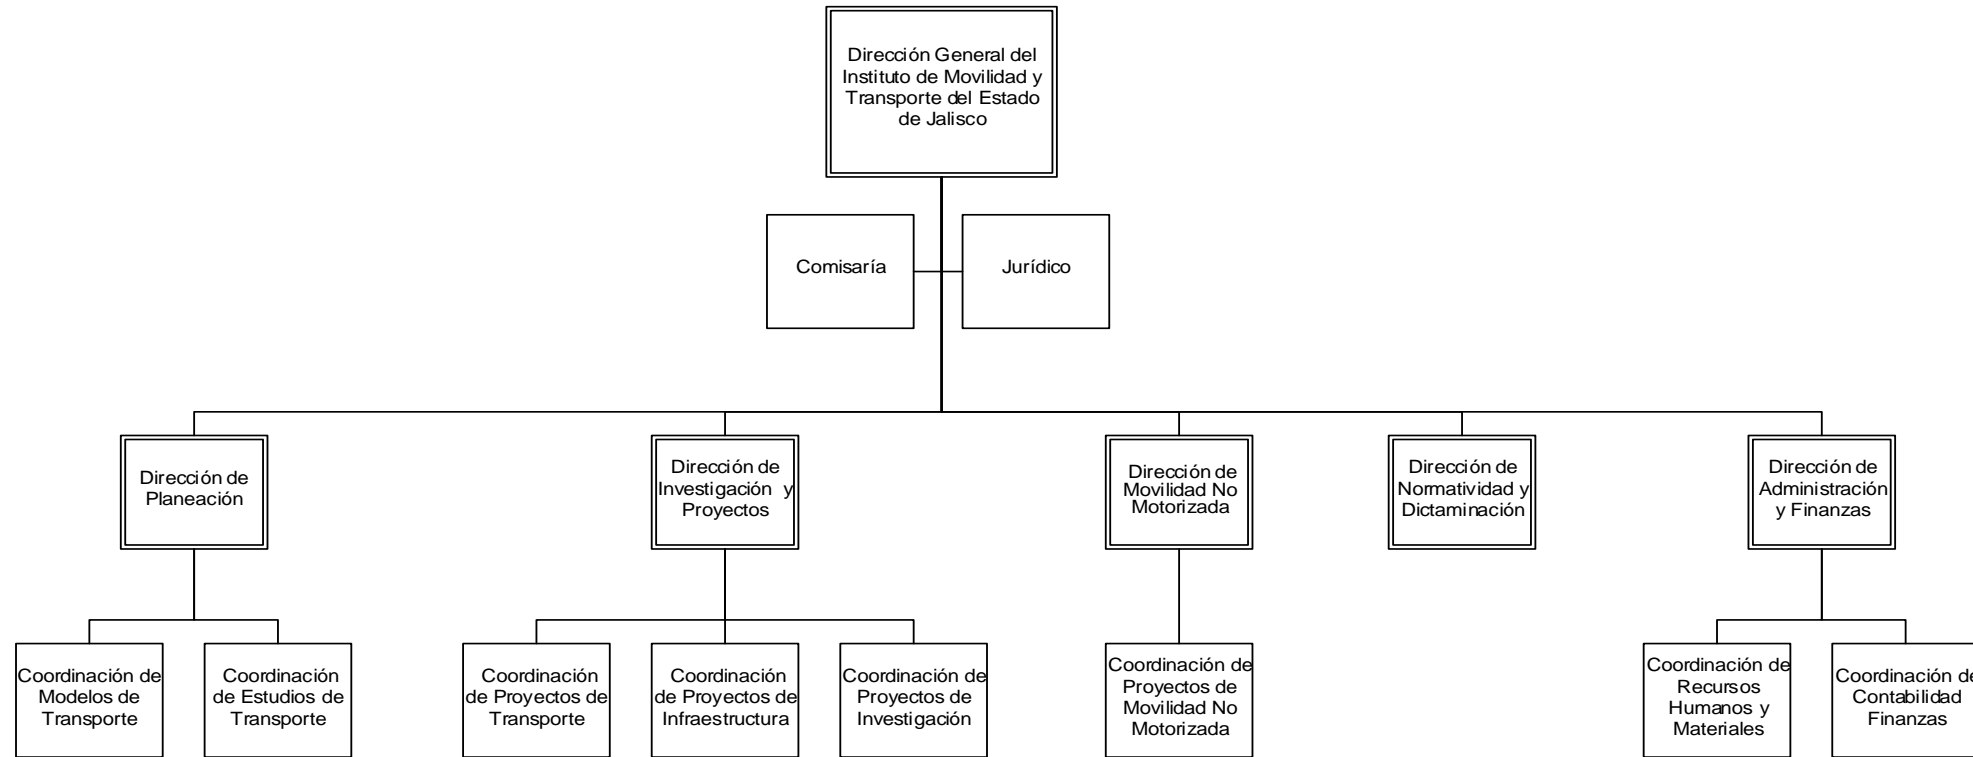 Dirección General del
Instituto de Movilidad y
Transporte del Estado
de Jalisco
Comisaría
Jurídico
Dirección de
Planeación
Dirección de
Investigación y
Proyectos
Dirección de
Movilidad No
Motorizada
Dirección de
Normatividad y
Dictaminación
Dirección de
Administración
y Finanzas
Coordinación de
Modelos de
Transporte
Coordinación
de Estudios de
Transporte
Coordinación
de Proyectos de
Transporte
Coordinación
de Proyectos de
Infraestructura
Coordinación de
Proyectos de
Investigación
Coordinación de
Proyectos de
Movilidad No
Motorizada
Coordinación de
Recursos
Humanos y
Materiales
Coordinación de
Contabilidad
Finanzas